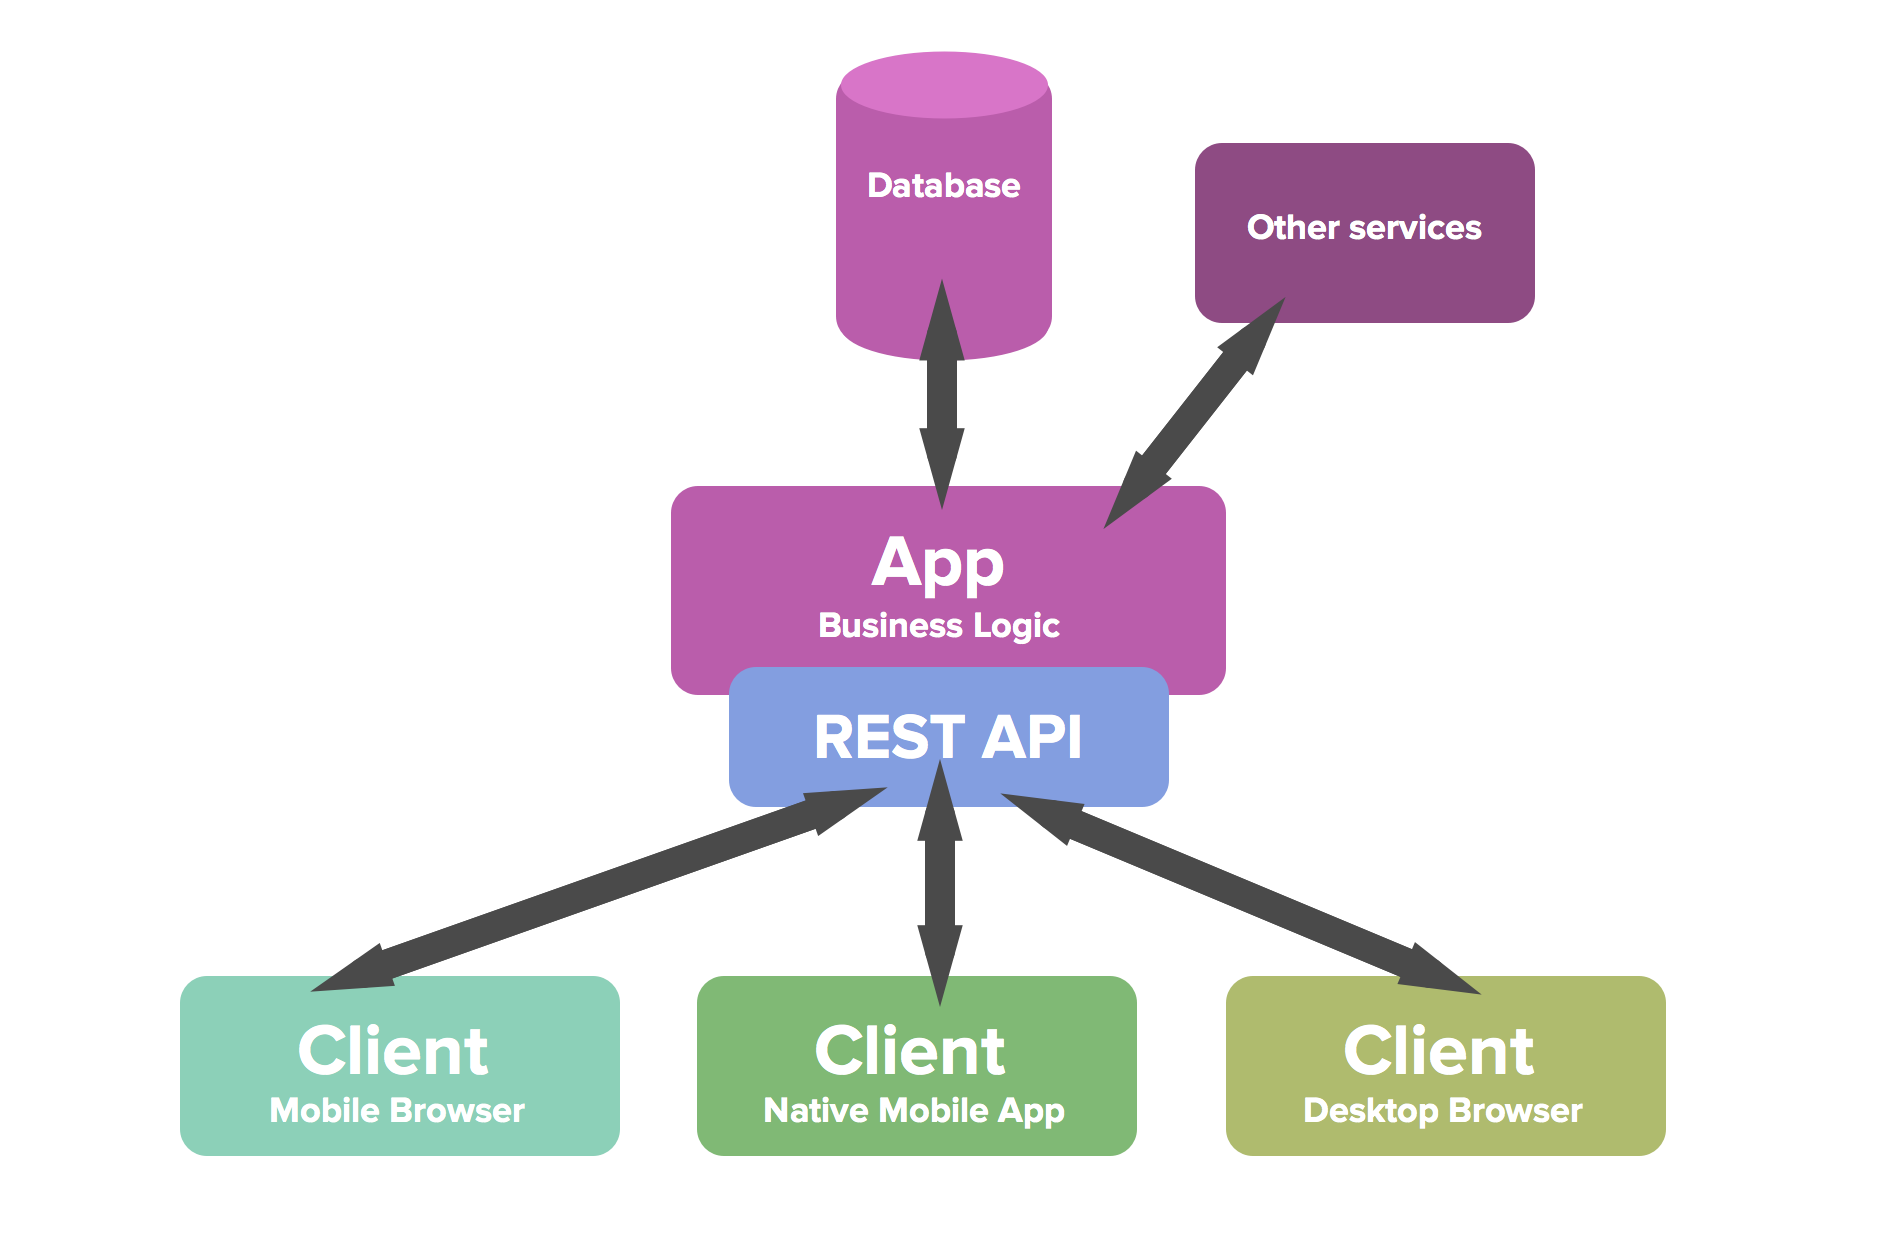 Database
Other services
App
Business Logic
REST API
Client
Mobile Browser
Client
Native Mobile App
Client
Desktop Browser